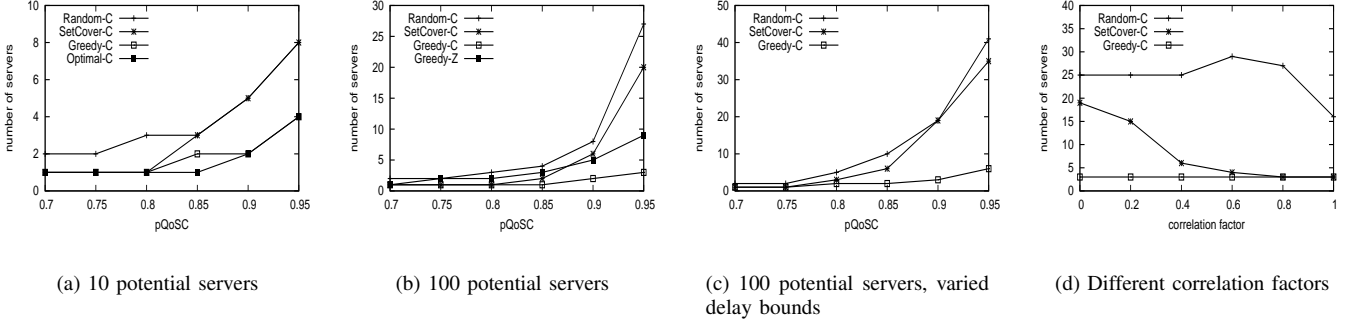 number of servers
10
8
6
4
2
0
Random-C
SetCover-C
Greedy-C
Optimal-C
0.7 0.75 0.8 0.85 0.9 0.95
pQoSC
(a) 10 potential servers
number of servers
30
25
20
15
10
5
0
Random-C
SetCover-C
Greedy-C
Greedy-Z
0.7 0.75 0.8 0.85 0.9 0.95
pQoSC
(b) 100 potential servers
number of servers
50
40
30
20
10
0
Random-C
SetCover-C
Greedy-C
0.7 0.75 0.8 0.85 0.9 0.95
pQoSC
(c) 100 potential servers, varied
delay bounds
number of servers
40
35
30
25
20
15
10
5
0
Random-C
SetCover-C
Greedy-C
0 0.2 0.4 0.6 0.8 1
correlation factor
(d) Different correlation factors